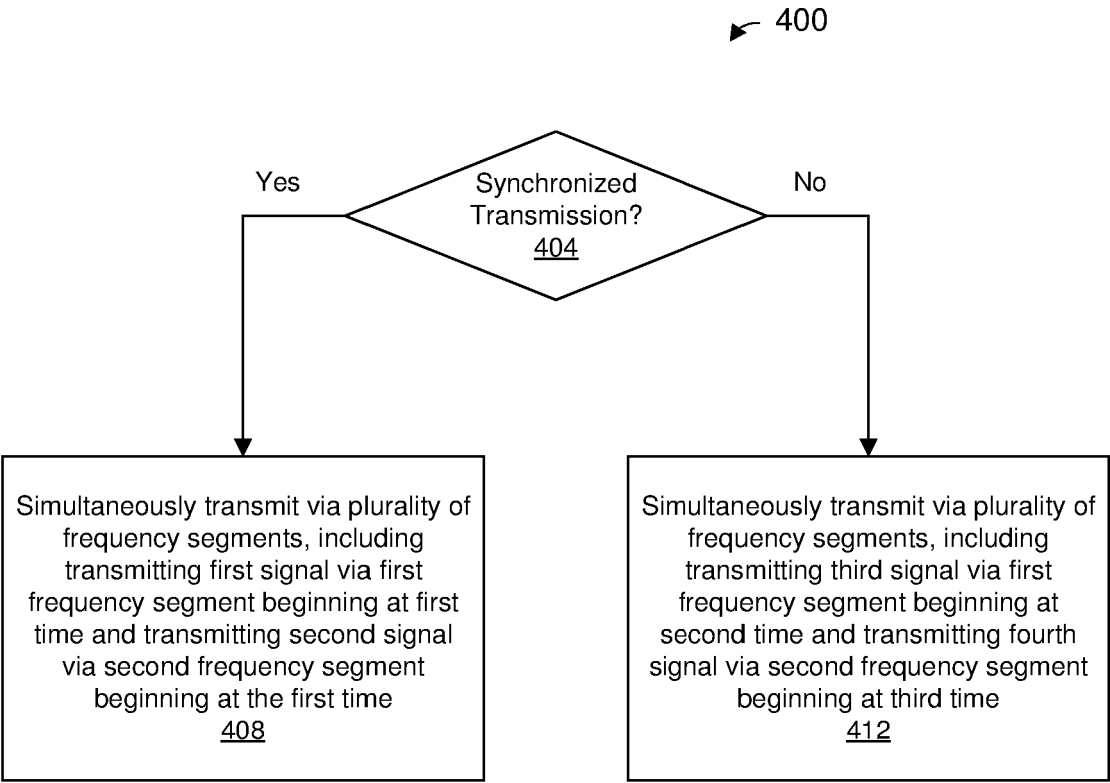 400
Yes
No
Synchronized
Transmission?
404
Simultaneously transmit via plurality of
frequency segments, including
transmitting first signal via first
frequency segment beginning at first
time and transmitting second signal
via second frequency segment
beginning at the first time
408
Simultaneously transmit via plurality of
frequency segments, including
transmitting third signal via first
frequency segment beginning at
second time and transmitting fourth
signal via second frequency segment
beginning at third time
412